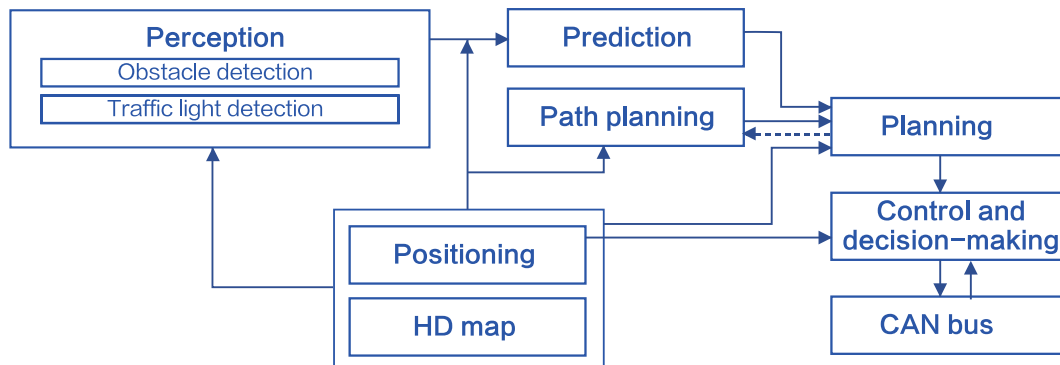 Perception
Obstacle detection
Traffic light detection
Prediction
Path planning
Planning
Positioning
HD map
Control and
decision-making
CAN bus